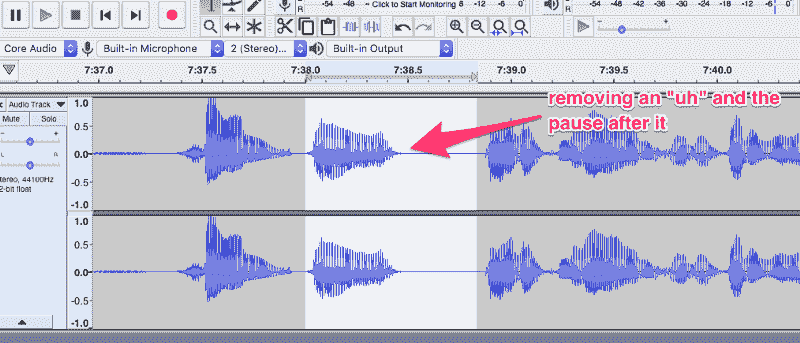 -54 -48 - Click to Start Monitoring -12 -6 0
R
-54 -48 -42 -36 -30 -24 -18 -12 -6 0
Core Audio Built-in Microphone 2 (Stereo)... Built-in Output
7:37.0 7:37.5 7:38.0 7:38.5 7:39.0 7:39.5 7:40.0
Audio Track
Mute Solo
- +
L R
stereo, 44100Hz
2-bit float
1.0
0.5
0.0-
-0.5
-1.0
removing an "uh" and the
pause after it
1.0
0.5
0.0-
-0.5
-1.0